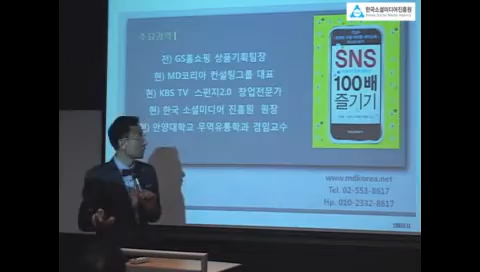 한국소셜미디어진흥원
Korea Social Media Agency
주요경력
전) GS홈쇼핑 상품기획팀장
현) MD코리아 컨설팅그룹 대표
현) KBS TV 스펀지2.0 창업전문가
현) 한국 소셜미디어 진흥원 원장
현) 안양대학교 무역유통학과 겸임교수
SNS
100배
즐기기
www.mdkorea.net
Tel. 02-553-8617
Hp. 010-2332-8617